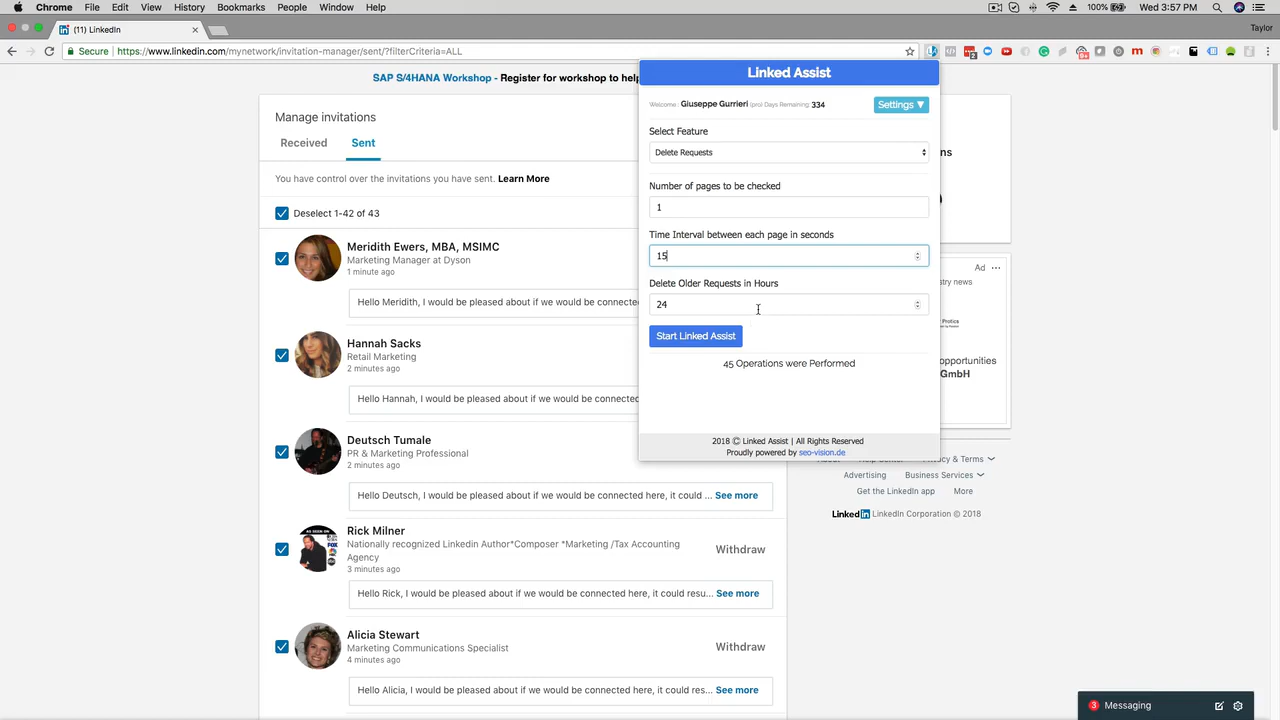 Chrome File Edit View History Bookmarks People Window Help
100% Wed 3:57 PM
(11) LinkedIn
Taylor
Secure https://www.linkedin.com/mynetwork/invitation-manager/sent/?filterCriteria=ALL
SAP S/4HANA Workshop - Register for workshop to help
Manage invitations
Received Sent
You have control over the invitations you have sent. Learn More
Deselect 1-42 of 43
Meridith Ewers, MBA, MSIMC
Marketing Manager at Dyson
1 minute ago
Hello Meridith, I would be pleased about if we would be connecte
Hannah Sacks
Retail Marketing
2 minutes ago
Hello Hannah, I would be pleased about if we would be connected
Deutsch Tumale
PR & Marketing Professional
2 minutes ago
Hello Deutsch, I would be pleased about if we would be connected here, it could ... See more
Rick Milner
Nationally recognized Linkedin Author*Composer *Marketing /Tax Accounting
Agency
3 minutes ago
Withdraw
Hello Rick, I would be pleased about if we would be connected here, it could resu... See more
Alicia Stewart
Marketing Communications Specialist
4 minutes ago
Withdraw
Hello Alicia, I would be pleased about if we would be connected here, it could res... See more
Linked Assist
Welcome : Giuseppe Gurrieri (pro) Days Remaining: 334
Settings ▼
Select Feature
Delete Requests
Number of pages to be checked
1
Time Interval between each page in seconds
15
Delete Older Requests in Hours
24
Start Linked Assist
45 Operations were Performed
2018 © Linked Assist | All Rights Reserved
Proudly powered by seo-vision.de
ns
Ad ...
stry news
Protics
opportunities
GmbH
About Help Center Privacy & Terms
Advertising Business Services
Get the LinkedIn app More
LinkedIn LinkedIn Corporation © 2018
3 Messaging